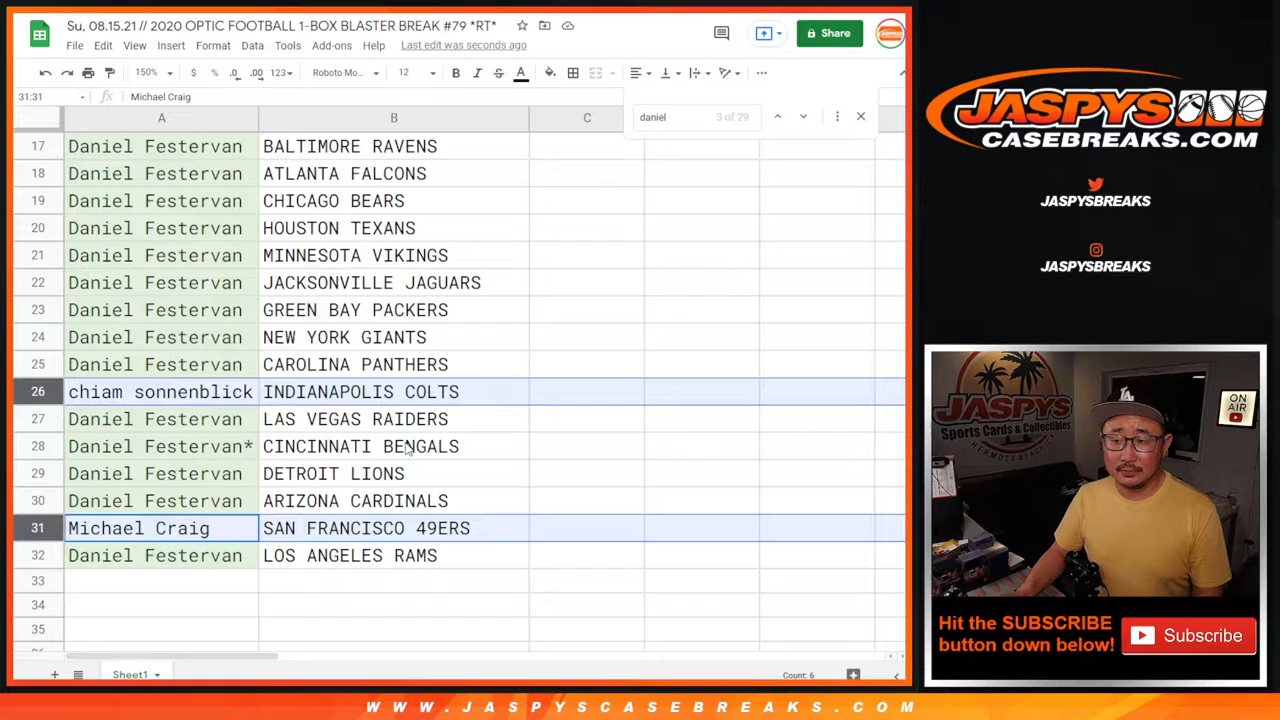 Su, 08.15.21 // 2020 OPTIC FOOTBALL 1-BOX BLASTER BREAK #79 *RT*
File Edit View Insert Format Data Tools Add-ons Help Last edit was seconds ago
Share
150% $ % .0 .00 123 Roboto Mo... 12 B I S A
31:31 fx Michael Craig
daniel 3 of 29
A B C
17 Daniel Festervan BALTIMORE RAVENS
18 Daniel Festervan ATLANTA FALCONS
19 Daniel Festervan CHICAGO BEARS
20 Daniel Festervan HOUSTON TEXANS
21 Daniel Festervan MINNESOTA VIKINGS
22 Daniel Festervan JACKSONVILLE JAGUARS
23 Daniel Festervan GREEN BAY PACKERS
24 Daniel Festervan NEW YORK GIANTS
25 Daniel Festervan CAROLINA PANTHERS
26 chiam sonnenblick INDIANAPOLIS COLTS
27 Daniel Festervan LAS VEGAS RAIDERS
28 Daniel Festervan* CINCINNATI BENGALS
29 Daniel Festervan DETROIT LIONS
30 Daniel Festervan ARIZONA CARDINALS
31 Michael Craig SAN FRANCISCO 49ERS
32 Daniel Festervan LOS ANGELES RAMS
33
34
35
Sheet1
Count: 6
JASPYS
CASEBREAKS.COM
JASPYSBREAKS
JASPYSBREAKS
JASPYS
Sports Cards & Collectibles
HERMOSA BEACH
LA
ON
AIR
Hit the SUBSCRIBE
button down below!
Subscribe
WWW.JASPYSCASEBREAKS.COM